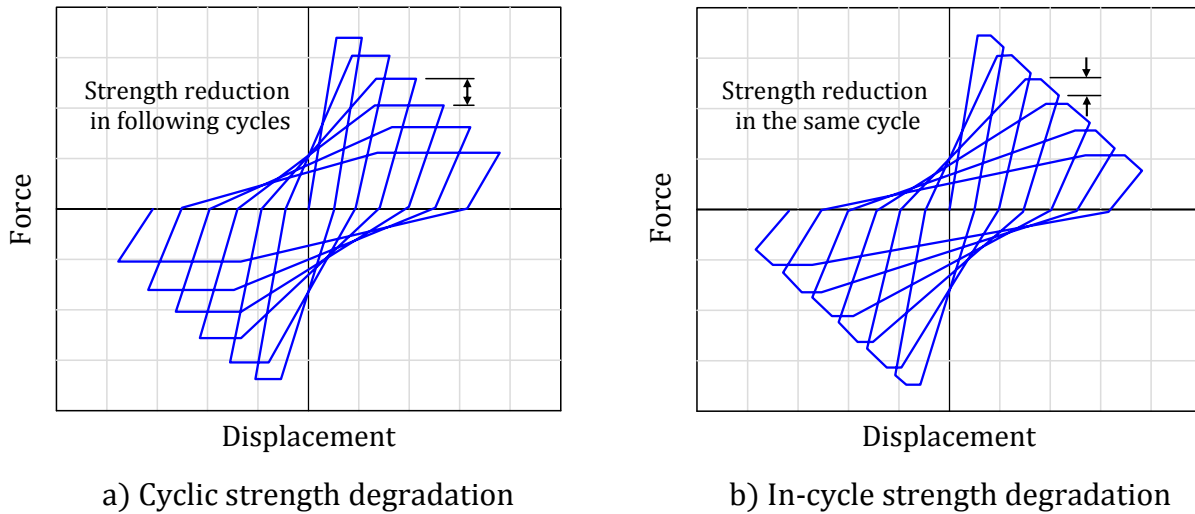 Strength reduction
in following cycles
Force
Displacement
a) Cyclic strength degradation
Strength reduction
in the same cycle
Force
Displacement
b) In-cycle strength degradation